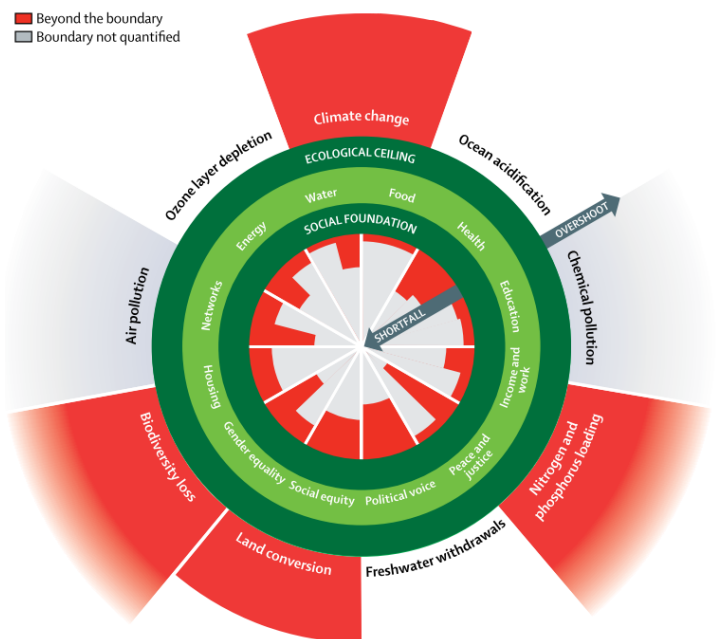 Beyond the boundary
Boundary not quantified
Climate change
Ozone layer depletion
Ocean acidification
ECOLOGICAL CEILING
Water
Food
Energy
Health
SOCIAL FOUNDATION
OVERSHOOT
Networks
Education
SHORTFALL
Air pollution
Chemical pollution
Housing
Income and
work
Gender equality
Social equity
Political voice
Peace and
justice
Biodiversity loss
Nitrogen and
phosphorus loading
Land conversion
Freshwater withdrawals